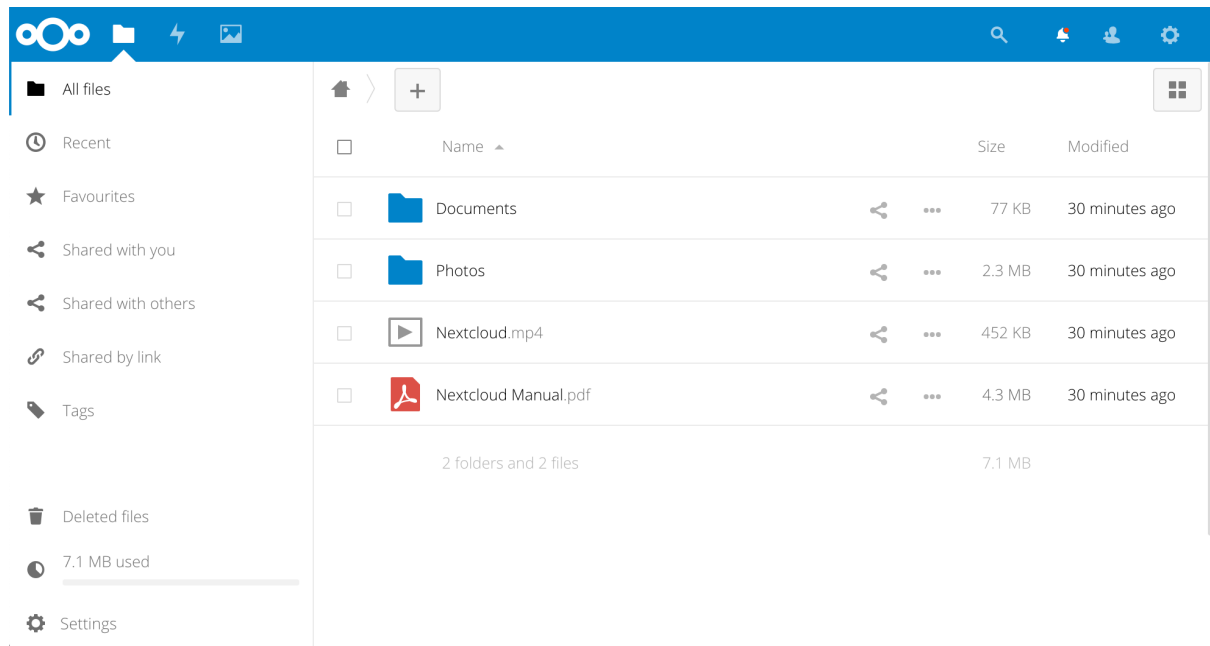 All files
Recent
Favourites
Shared with you
Shared with others
Shared by link
Tags
Deleted files
7.1 MB used
Settings
Name Size Modified
Documents 77 KB 30 minutes ago
Photos 2.3 MB 30 minutes ago
Nextcloud.mp4 452 KB 30 minutes ago
Nextcloud Manual.pdf 4.3 MB 30 minutes ago
2 folders and 2 files 7.1 MB